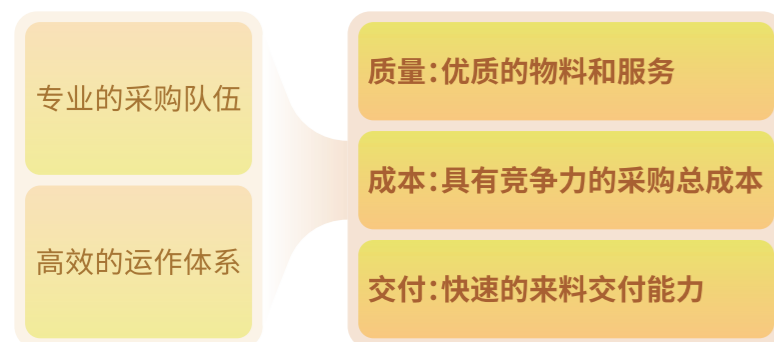 专业的采购队伍
高效的运作体系
质量：优质的物料和服务
成本：具有竞争力的采购总成本
交付：快速的来料交付能力